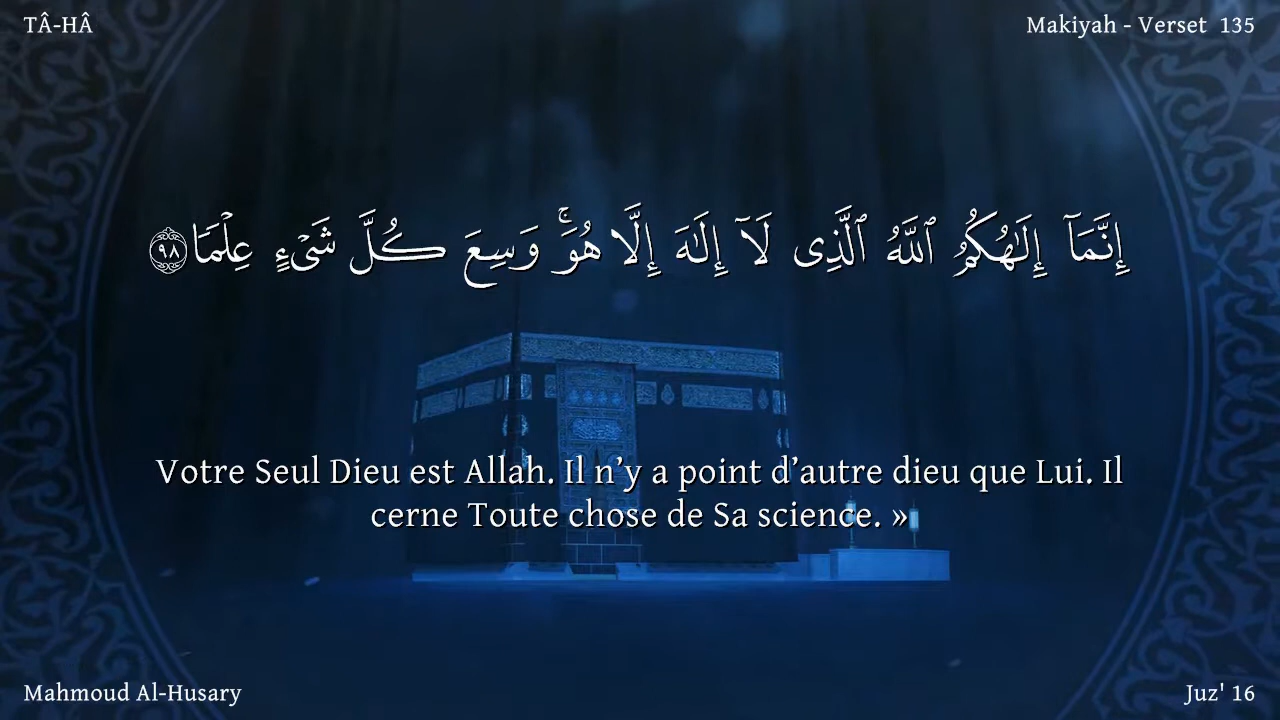 TÂ-HÂ
Makiyah - Verset 135
إِنَّمَآ إِلَٰهُكُمُ ٱللَّهُ ٱلَّذِى لَآ إِلَٰهَ إِلَّا هُوَ ۚ وَسِعَ كُلَّ شَىْءٍ عِلْمًا ٩٨
Votre Seul Dieu est Allah. Il n’y a point d’autre dieu que Lui. Il
cerne Toute chose de Sa science. »
Mahmoud Al-Husary
Juz' 16